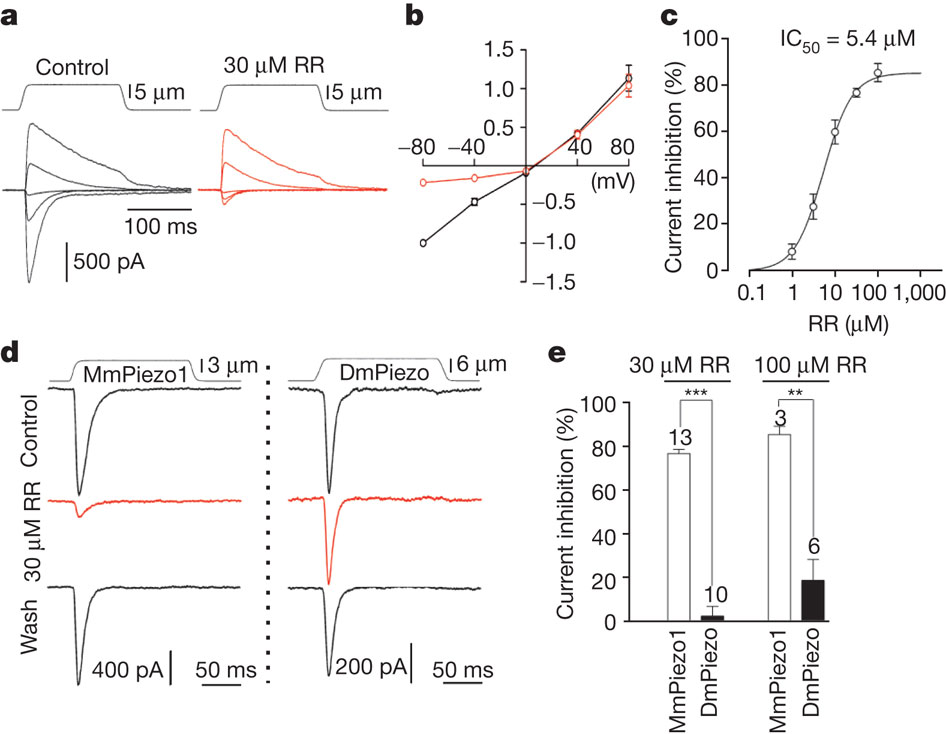 a
Control
30 µM RR
5 µm
5 µm
100 ms
500 pA
b
1.5
1.0
0.5
−80
−40
40
80
(mV)
−0.5
−1.0
−1.5
c
IC50 = 5.4 µM
Current inhibition (%)
100
80
60
40
20
0
0.1
1
10
100
1,000
RR (µM)
d
MmPiezo1
3 µm
DmPiezo
6 µm
Control
30 µM RR
Wash
400 pA
50 ms
200 pA
50 ms
e
30 µM RR
100 µM RR
***
**
Current inhibition (%)
100
80
60
40
20
0
13
10
3
6
MmPiezo1
DmPiezo
MmPiezo1
DmPiezo